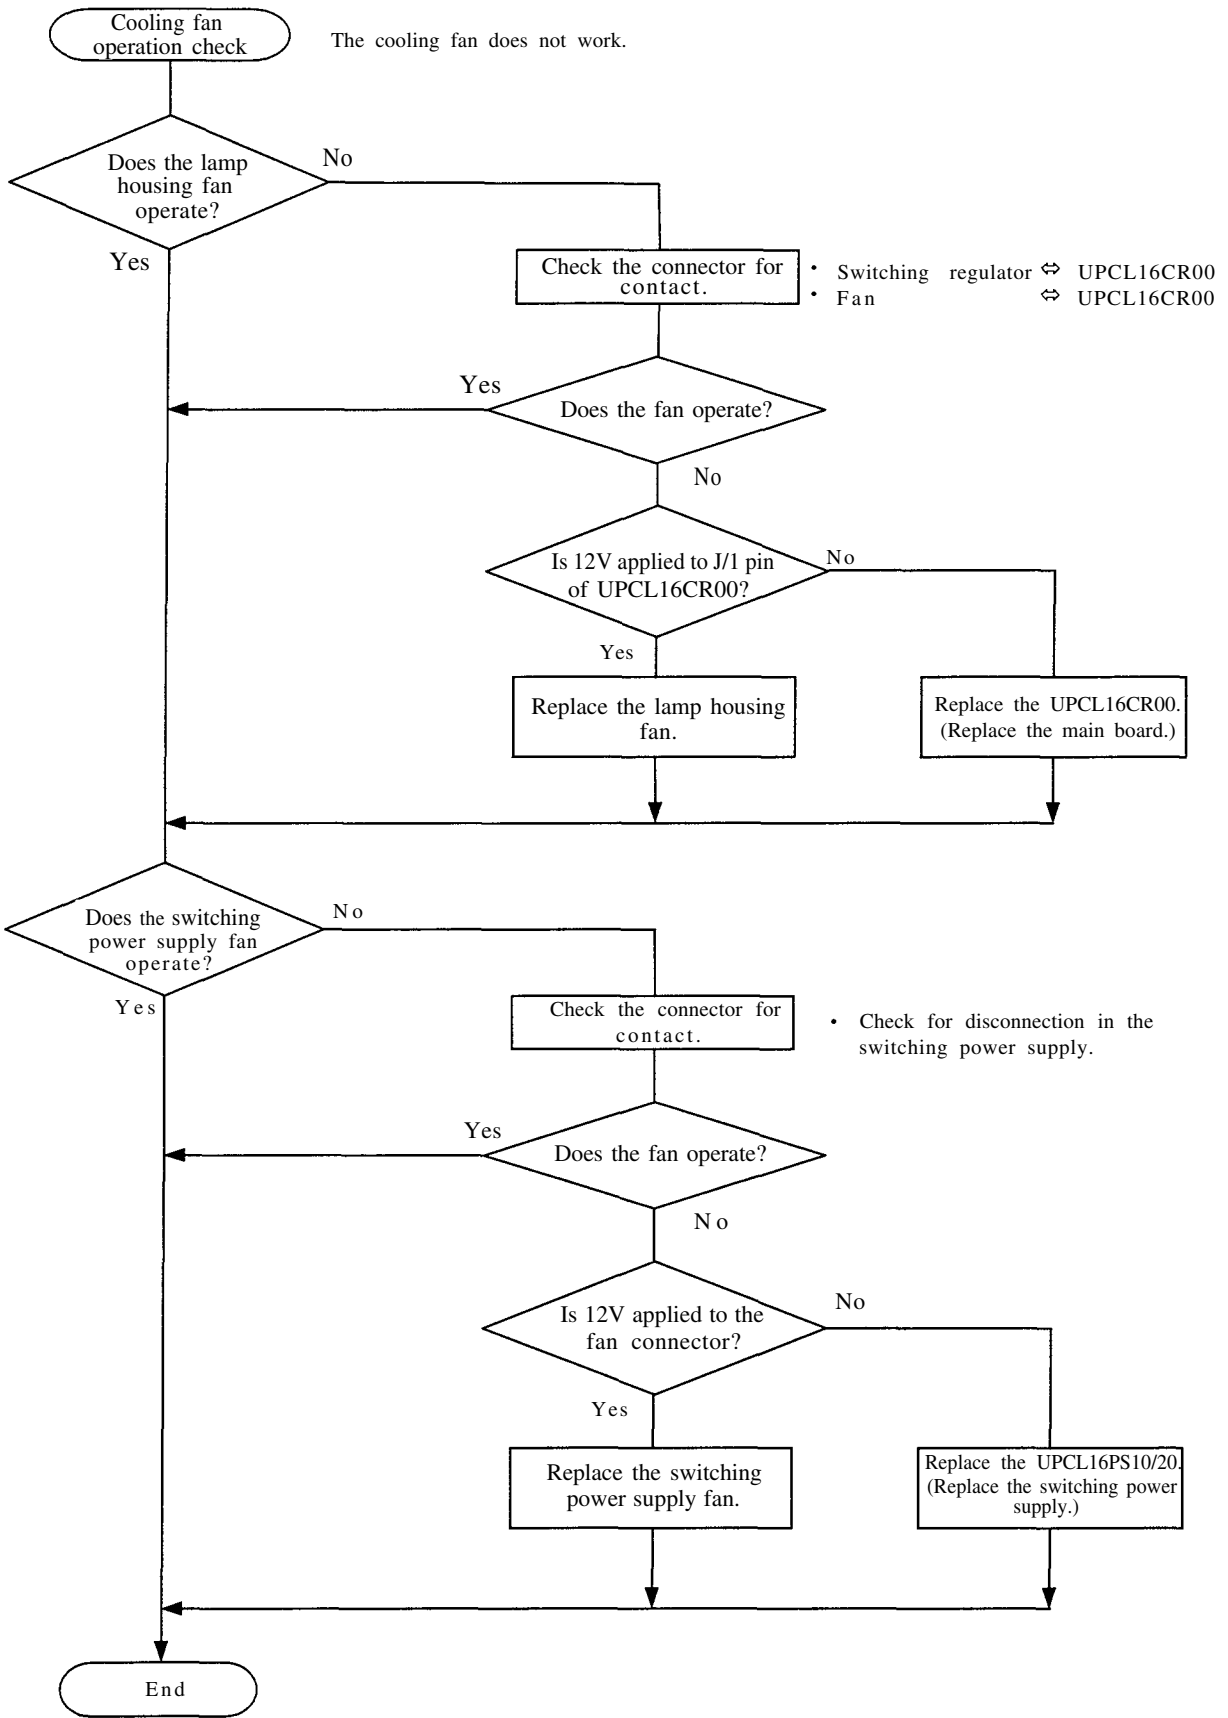 Cooling fan
operation check
The cooling fan does not work.
Does the lamp
housing fan
operate?
No
Yes
Check the connector for
contact.
· Switching regulator ⇔ UPCL16CR00
· Fan ⇔ UPCL16CR00
Yes
Does the fan operate?
No
Is 12V applied to J/1 pin
of UPCL16CR00?
No
Yes
Replace the lamp housing
fan.
Replace the UPCL16CR00.
(Replace the main board.)
Does the switching
power supply fan
operate?
No
Yes
Check the connector for
contact.
• Check for disconnection in the
switching power supply.
Yes
Does the fan operate?
No
Is 12V applied to the
fan connector?
No
Yes
Replace the switching
power supply fan.
Replace the UPCL16PS10/20.
(Replace the switching power
supply.)
End